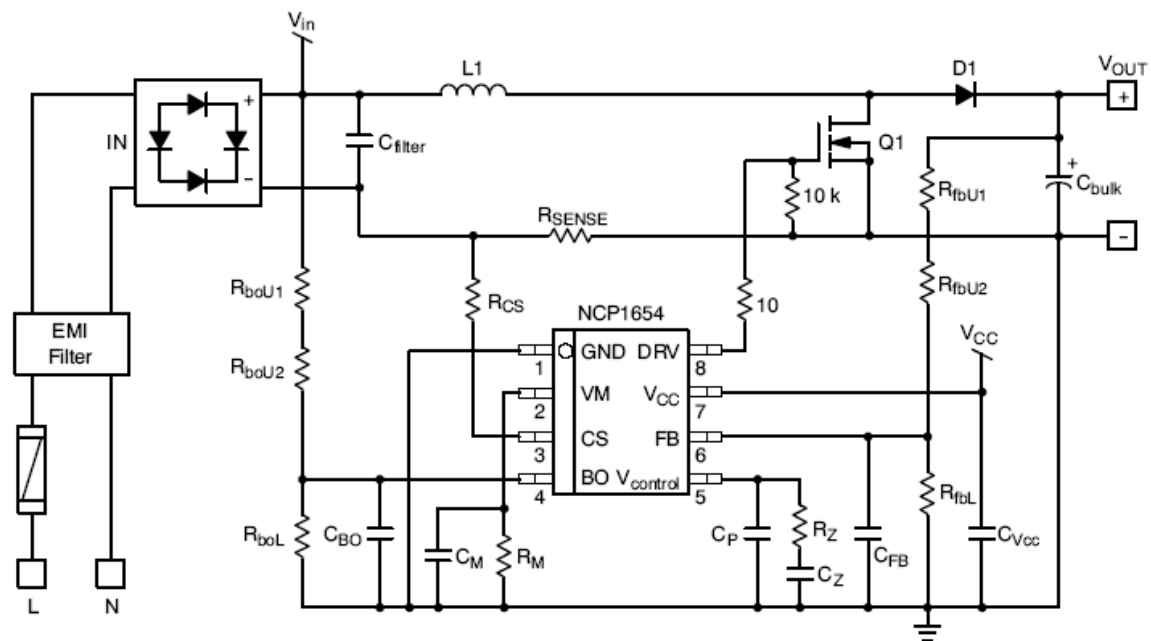 Vin
L1
D1
VOUT
+
IN
+
-
Cfilter
Q1
10 k
RfbU1
+
Cbulk
RSENSE
-
RboU1
RCS
10
RfbU2
NCP1654
EMI
Filter
RboU2
GND DRV
1 8
VCC
VM VCC
2 7
CS FB
3 6
BO Vcontrol
4 5
RfbL
RboL
CBO
CM
RM
CP
RZ
CZ
CFB
CVcc
L N